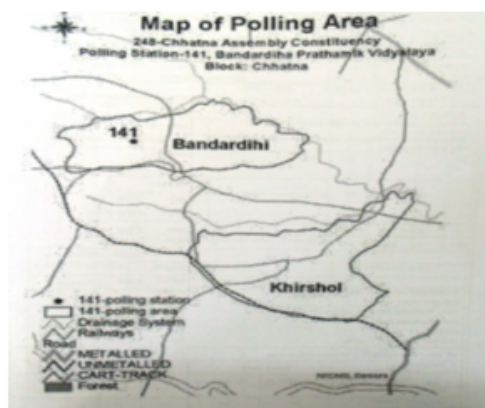 Map of Polling Area
248-Chhatna Assembly Constituency
Polling Station-141, Bandardiha Prathamik Vidyalaya
Block: Chhatna
141
Bandardihi
Khirshol
141-polling station
141-polling area
Drainage System
Railways
Road
METALLED
UNMETALLED
CART-TRACK
Forest